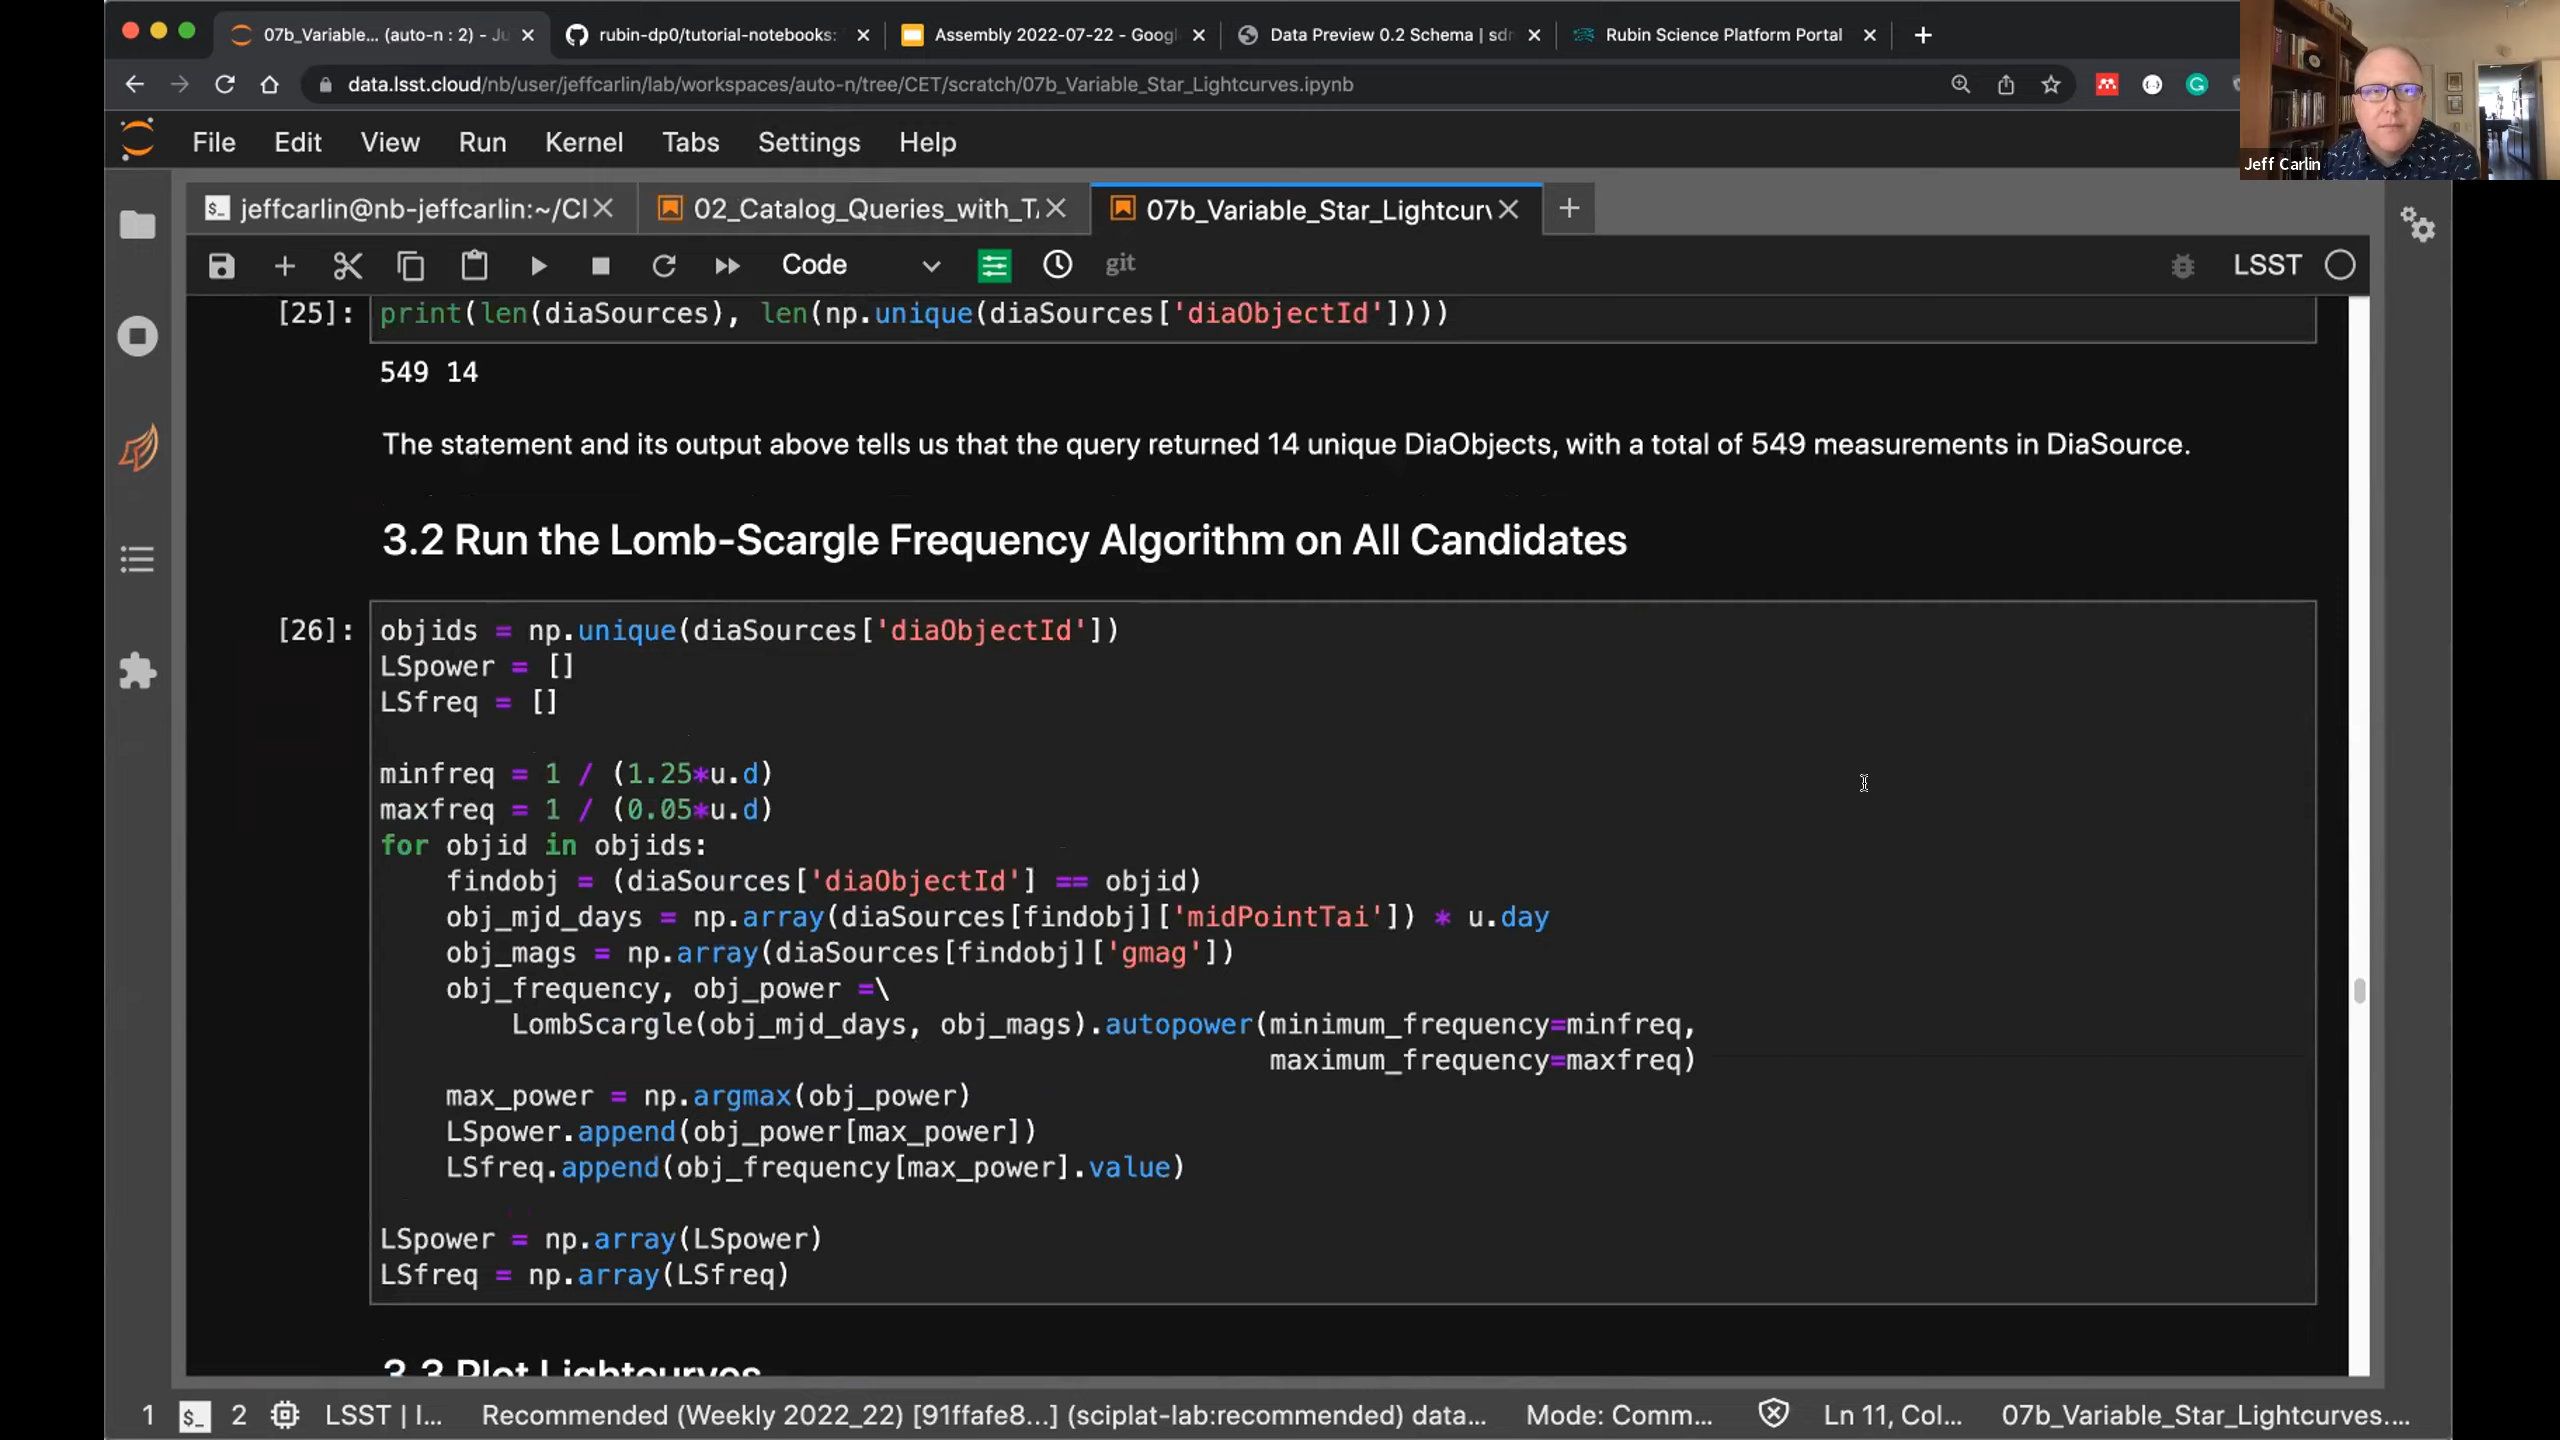 07b_Variable... (auto-n : 2) - Ju
rubin-dp0/tutorial-notebooks:
Assembly 2022-07-22 - Googl
Data Preview 0.2 Schema | sdm
Rubin Science Platform Portal
data.lsst.cloud/nb/user/jeffcarlin/lab/workspaces/auto-n/tree/CET/scratch/07b_Variable_Star_Lightcurves.ipynb
Jeff Carlin
File Edit View Run Kernel Tabs Settings Help
jeffcarlin@nb-jeffcarlin:~/CI
02_Catalog_Queries_with_TA
07b_Variable_Star_Lightcurv
Code
git
LSST
[25]: print(len(diaSources), len(np.unique(diaSources['diaObjectId'])))
549 14
The statement and its output above tells us that the query returned 14 unique DiaObjects, with a total of 549 measurements in DiaSource.
3.2 Run the Lomb-Scargle Frequency Algorithm on All Candidates
[26]: objids = np.unique(diaSources['diaObjectId'])
LSpower = []
LSfreq = []
minfreq = 1 / (1.25*u.d)
maxfreq = 1 / (0.05*u.d)
for objid in objids:
    findobj = (diaSources['diaObjectId'] == objid)
    obj_mjd_days = np.array(diaSources[findobj]['midPointTai']) * u.day
    obj_mags = np.array(diaSources[findobj]['gmag'])
    obj_frequency, obj_power =\
        LombScargle(obj_mjd_days, obj_mags).autopower(minimum_frequency=minfreq,
                                                      maximum_frequency=maxfreq)
    max_power = np.argmax(obj_power)
    LSpower.append(obj_power[max_power])
    LSfreq.append(obj_frequency[max_power].value)
LSpower = np.array(LSpower)
LSfreq = np.array(LSfreq)
3.3 Plot Lightcurves
1 $_ 2 LSST | I... Recommended (Weekly 2022_22) [91ffafe8...] (sciplat-lab:recommended) data... Mode: Comm... Ln 11, Col... 07b_Variable_Star_Lightcurves....